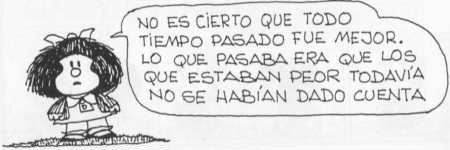 NO ES CIERTO QUE TODO
TIEMPO PASADO FUE MEJOR.
LO QUE PASABA ERA QUE LOS
QUE ESTABAN PEOR TODAVÍA
NO SE HABÍAN DADO CUENTA